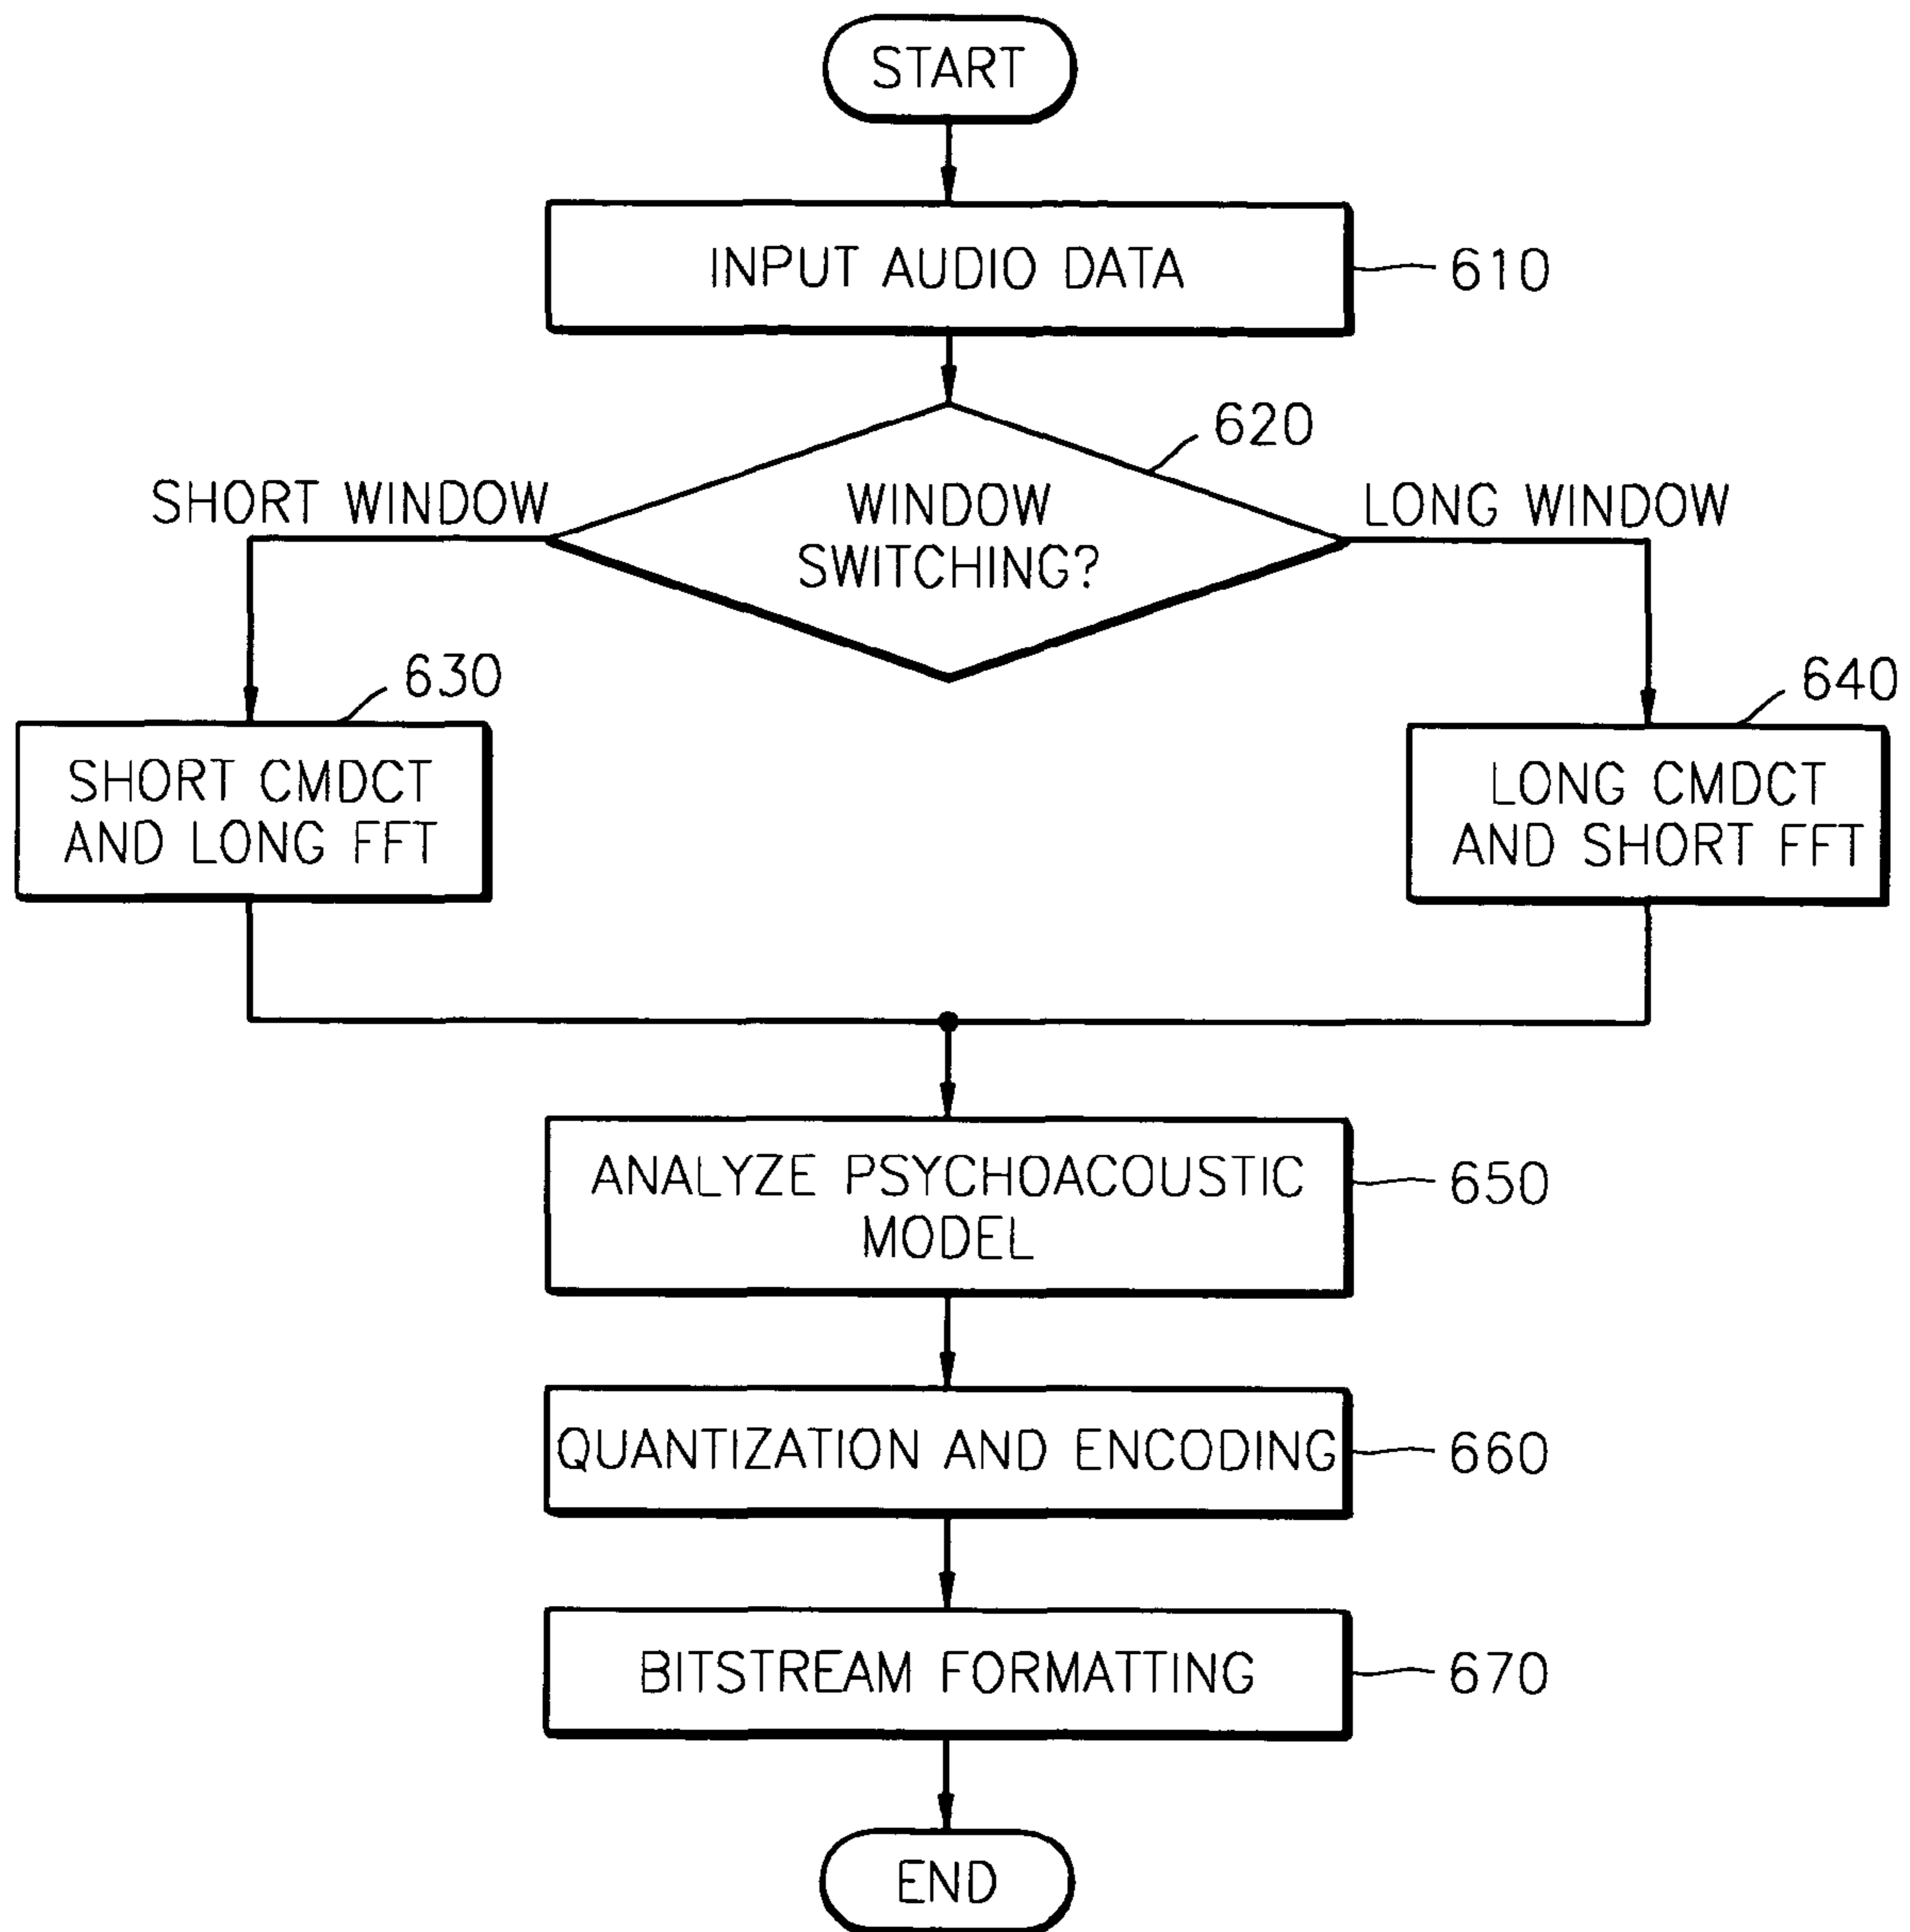 START
INPUT AUDIO DATA
610
620
SHORT WINDOW
WINDOW
SWITCHING?
LONG WINDOW
630
640
SHORT CMDCT
AND LONG FFT
LONG CMDCT
AND SHORT FFT
ANALYZE PSYCHOACOUSTIC
MODEL
650
QUANTIZATION AND ENCODING
660
BITSTREAM FORMATTING
670
END